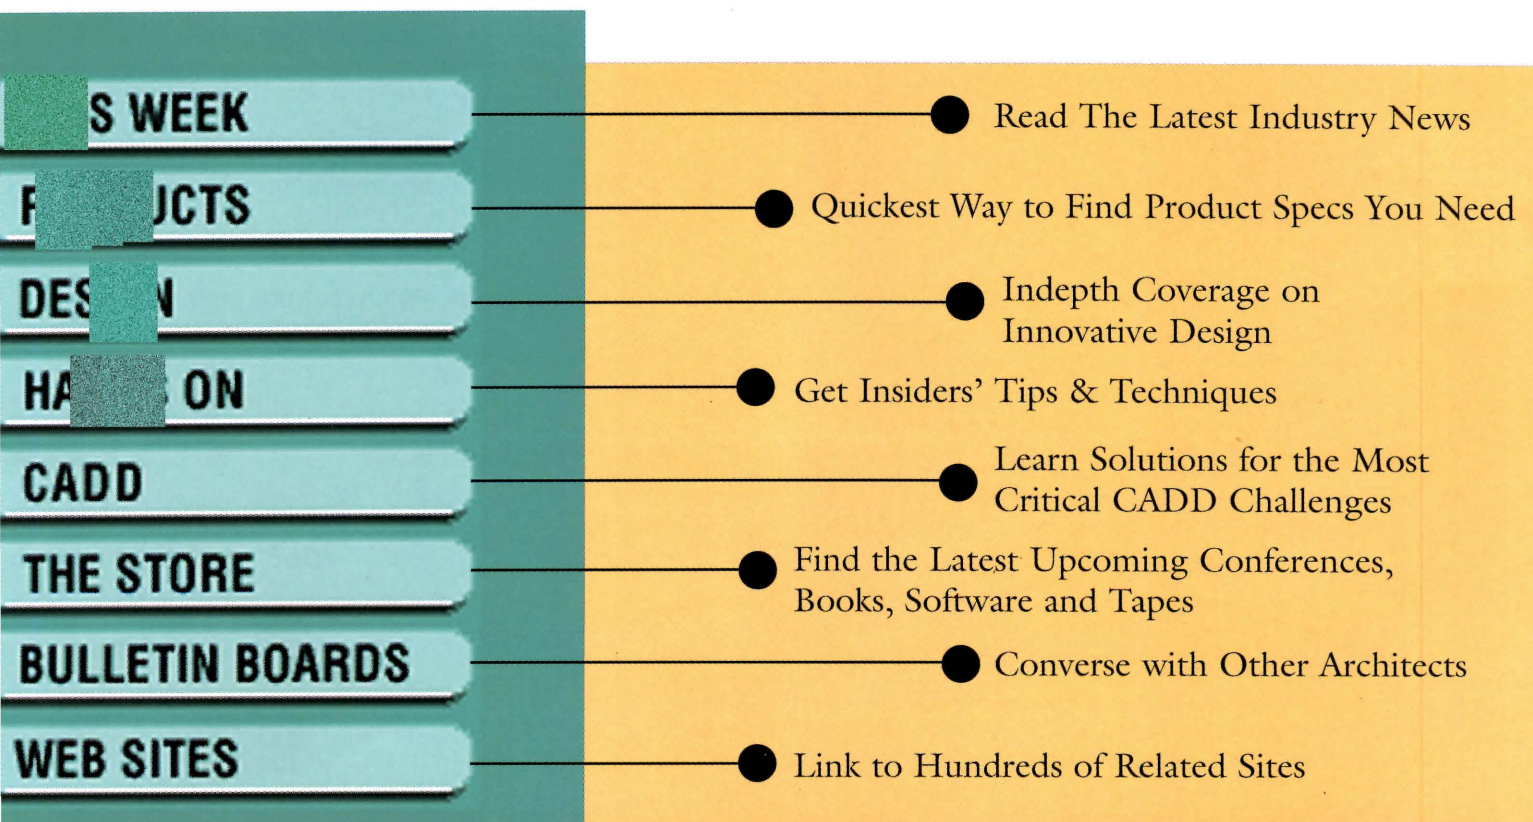 WEEK
Read The Latest Industry News
Quickest Way to Find Product Specs You Need
Indepth Coverage on
Innovative Design
ON
Get Insiders’ Tips & Techniques
CADD
Learn Solutions for the Most
Critical CADD Challenges
THE STORE
Find the Latest Upcoming Conferences,
Books, Software and Tapes
BULLETIN BOARDS
Converse with Other Architects
WEB SITES
Link to Hundreds of Related Sites